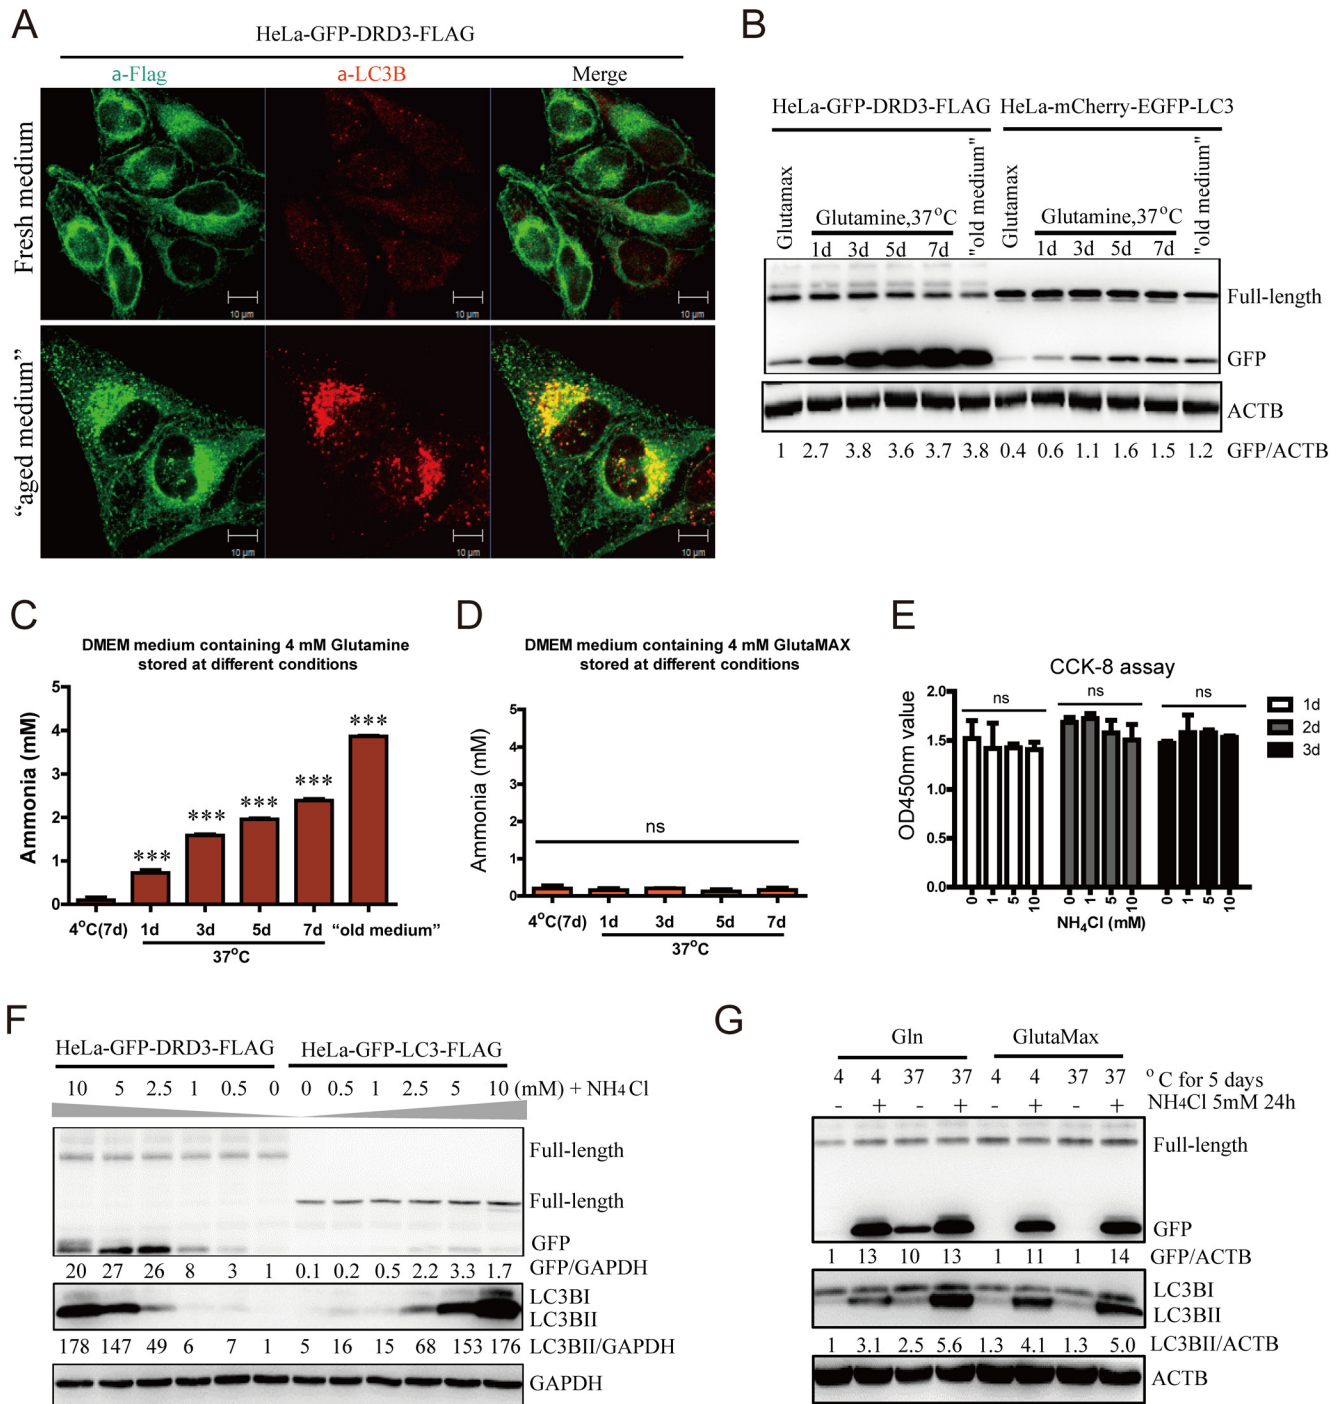 A
HeLa-GFP-DRD3-FLAG
a-Flag
a-LC3B
Merge
Fresh medium
10 µm
10 µm
10 µm
“aged medium”
10 µm
10 µm
10 µm
B
HeLa-GFP-DRD3-FLAG HeLa-mCherry-EGFP-LC3
Glutamax
Glutamine,37°C
"old medium"
Glutamax
Glutamine,37°C
"old medium"
1d 3d 5d 7d
1d 3d 5d 7d
Full-length
GFP
ACTB
1 2.7 3.8 3.6 3.7 3.8 0.4 0.6 1.1 1.6 1.5 1.2 GFP/ACTB
C
DMEM medium containing 4 mM Glutamine
stored at different conditions
Ammonia (mM)
5
4
3
2
1
0
***
***
***
***
***
4°C(7d) 1d 3d 5d 7d “old medium”
37°C
D
DMEM medium containing 4 mM GlutaMAX
stored at different conditions
Ammonia (mM)
5
4
3
2
1
0
ns
4°C(7d) 1d 3d 5d 7d
37°C
E
CCK-8 assay
OD450nm value
2.0
1.5
1.0
0.5
0.0
ns
ns
ns
1d
2d
3d
0 1 5 10 0 1 5 10 0 1 5 10
NH4Cl (mM)
F
HeLa-GFP-DRD3-FLAG HeLa-GFP-LC3-FLAG
10 5 2.5 1 0.5 0 0 0.5 1 2.5 5 10 (mM) + NH4Cl
Full-length
Full-length
GFP
20 27 26 8 3 1 0.1 0.2 0.5 2.2 3.3 1.7 GFP/GAPDH
LC3BI
LC3BII
178 147 49 6 7 1 5 16 15 68 153 176 LC3BII/GAPDH
GAPDH
G
Gln GlutaMax
4 4 37 37 4 4 37 37 °C for 5 days
- + - + - + - + NH4Cl 5mM 24h
Full-length
GFP
1 13 10 13 1 11 1 14 GFP/ACTB
LC3BI
LC3BII
1 3.1 2.5 5.6 1.3 4.1 1.3 5.0 LC3BII/ACTB
ACTB